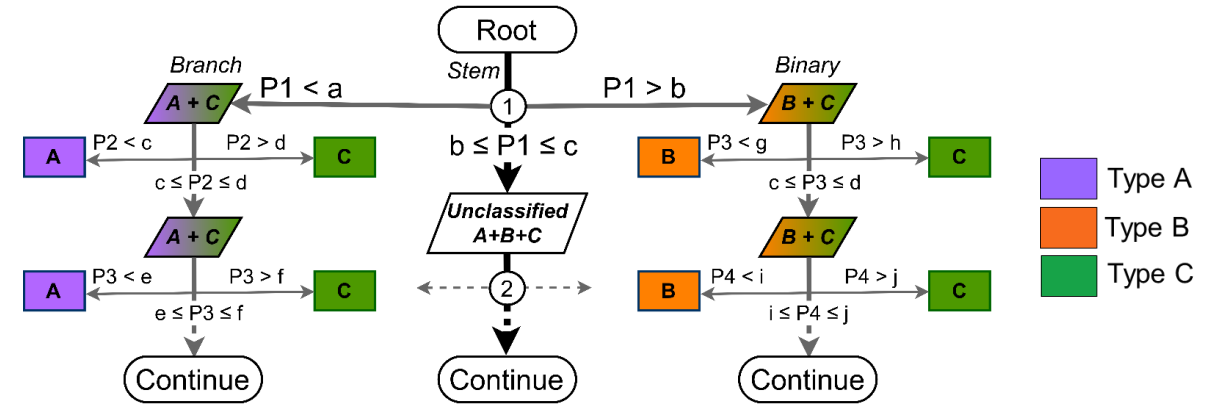 Root
Branch
Stem
Binary
P1 < a
P1 > b
A + C
1
B + C
b ≤ P1 ≤ c
P2 < c
P2 > d
A
C
c ≤ P2 ≤ d
P3 < g
P3 > h
B
C
c ≤ P3 ≤ d
Type A
Type B
Type C
Unclassified
A+B+C
A + C
B + C
P3 < e
P3 > f
A
C
e ≤ P3 ≤ f
2
P4 < i
P4 > j
B
C
i ≤ P4 ≤ j
Continue
Continue
Continue